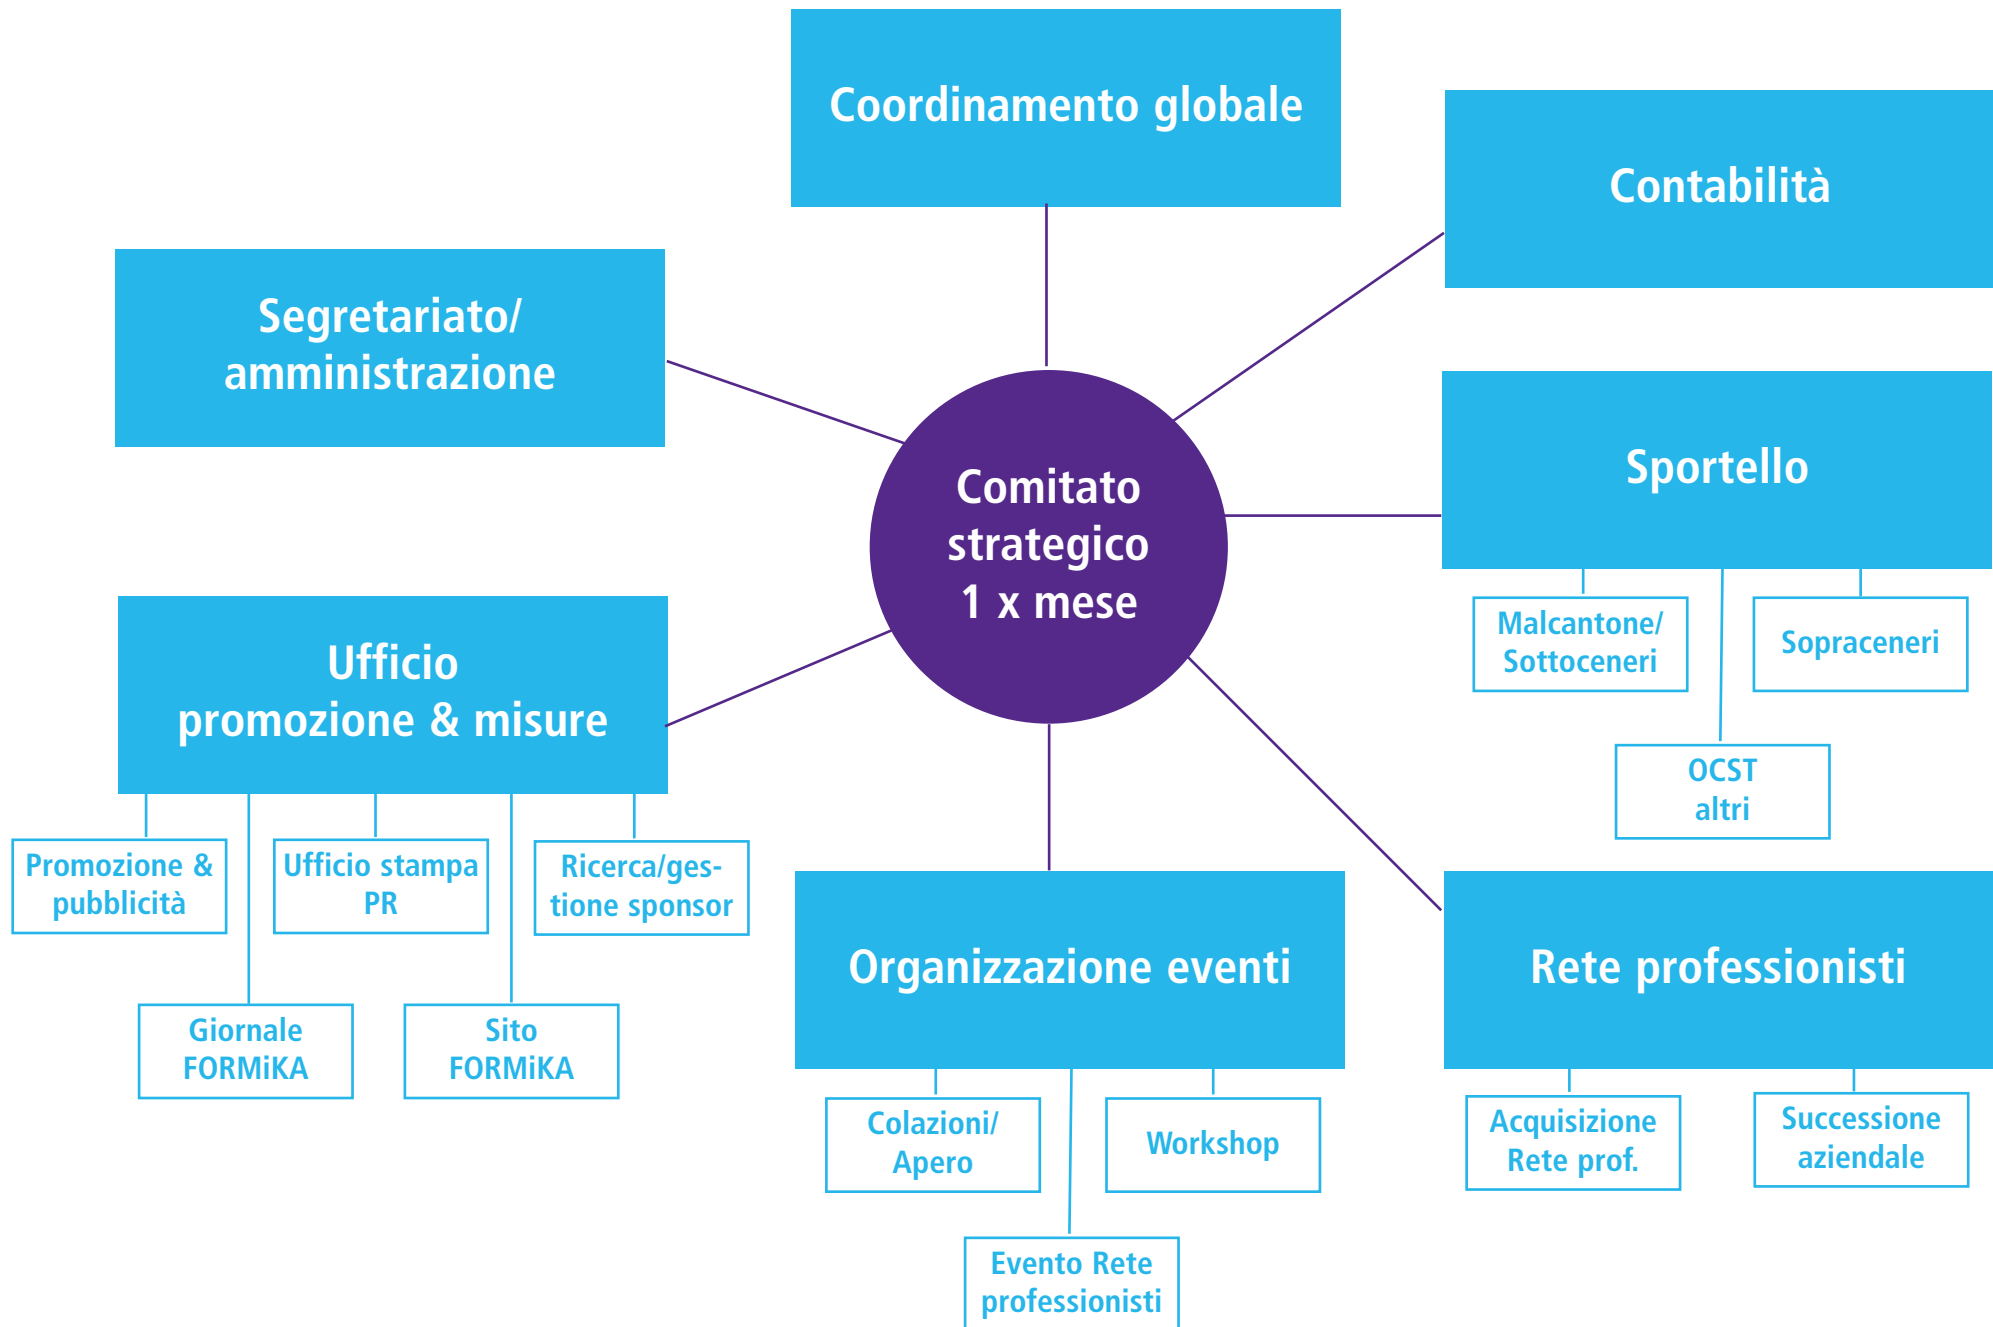 Coordinamento globale
Contabilità
Segretariato/
amministrazione
Comitato
strategico
1 x mese
Sportello
Malcantone/
Sottoceneri
Sopraceneri
OCST
altri
Ufficio
promozione & misure
Promozione &
pubblicità
Ufficio stampa
PR
Ricerca/ges-
tione sponsor
Giornale
FORMiKA
Sito
FORMiKA
Organizzazione eventi
Colazioni/
Apero
Workshop
Evento Rete
professionisti
Rete professionisti
Acquisizione
Rete prof.
Successione
aziendale